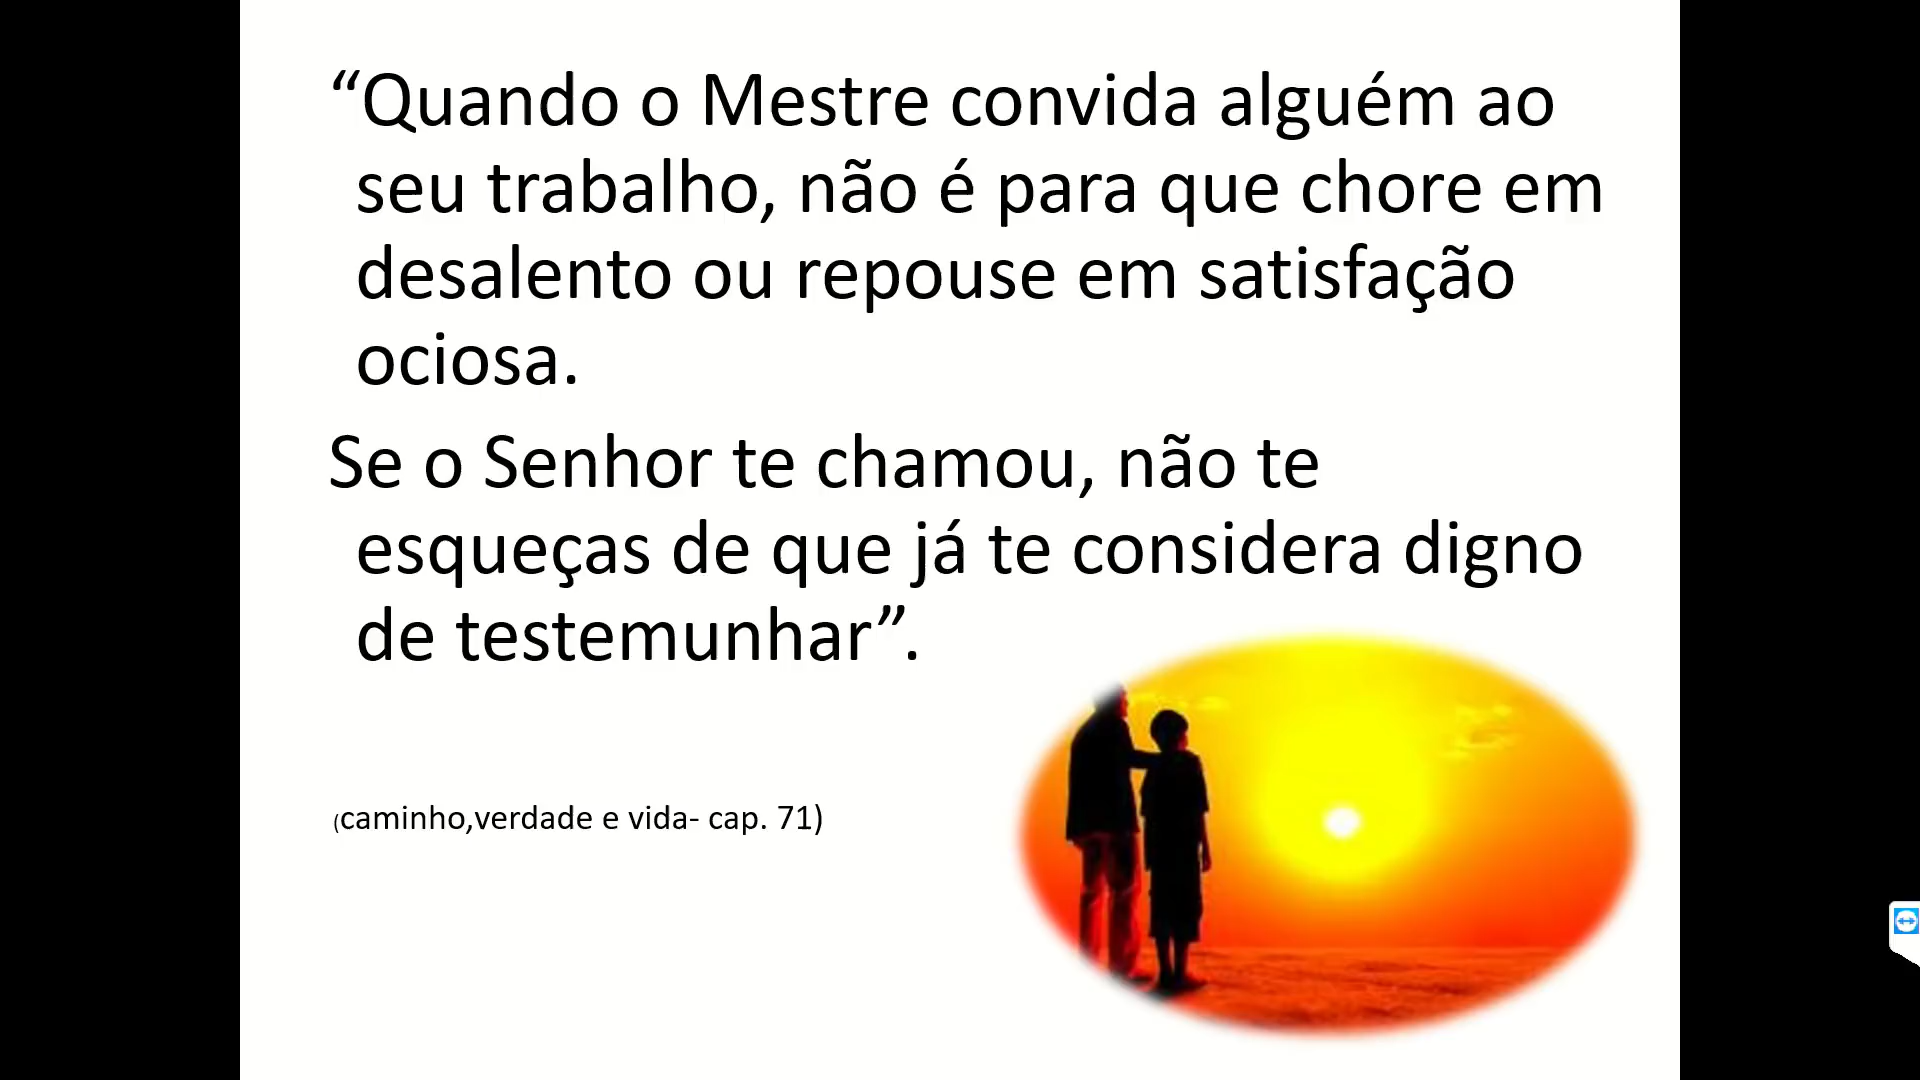 “Quando o Mestre convida alguém ao
seu trabalho, não é para que chore em
desalento ou repouse em satisfação
ociosa.
Se o Senhor te chamou, não te
esqueças de que já te considera digno
de testemunhar”.
(caminho,verdade e vida- cap. 71)